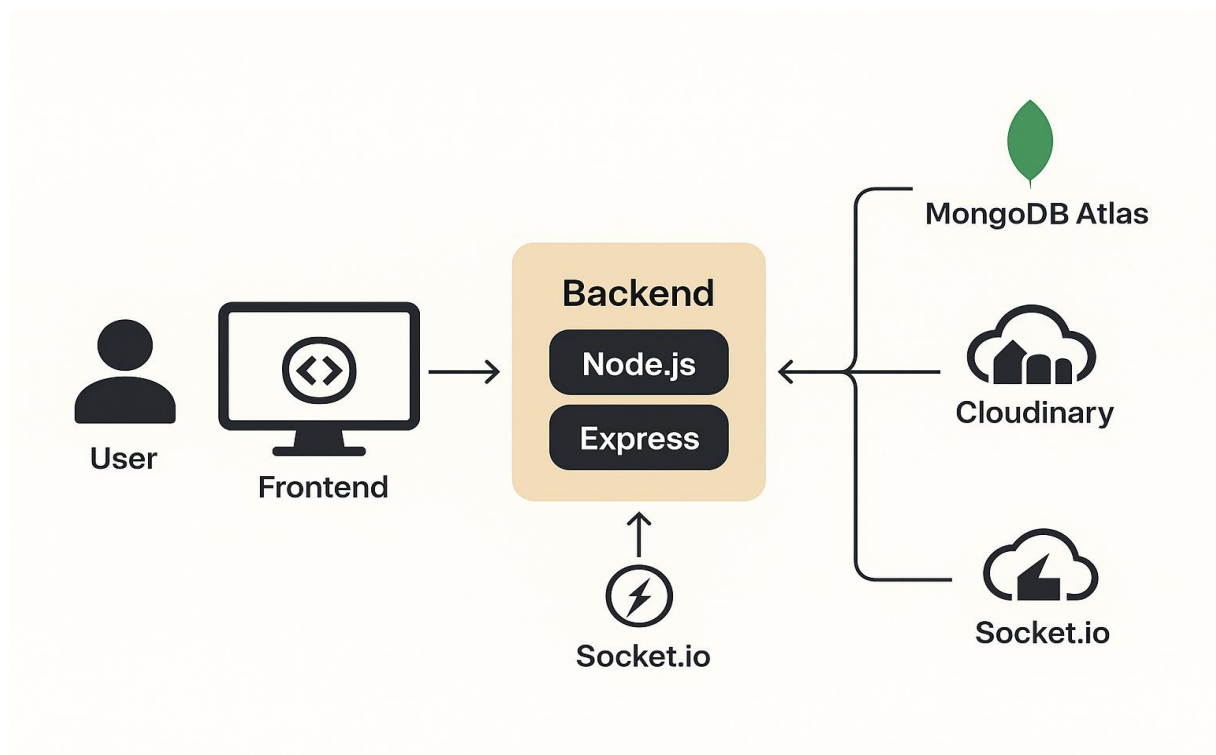 User
Frontend
Backend
Node.js
Express
Socket.io
MongoDB Atlas
Cloudinary
Socket.io